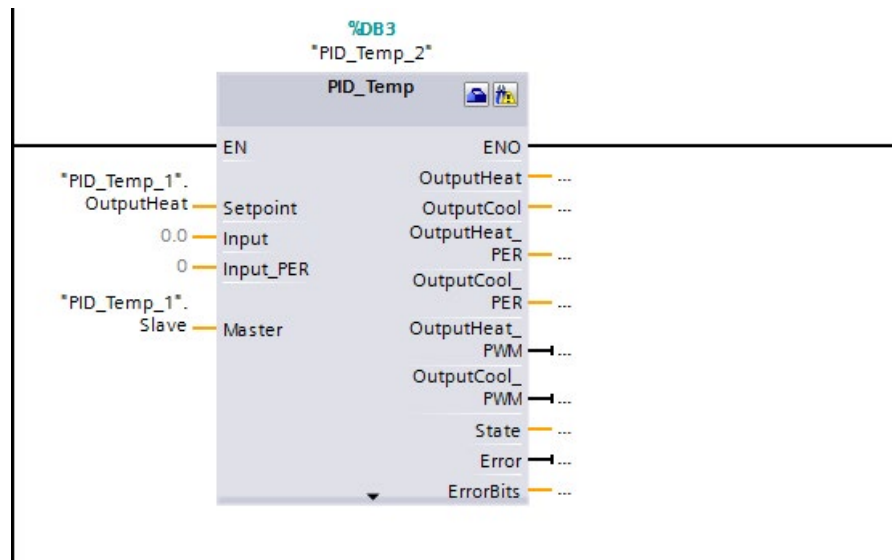 %DB3
"PID_Temp_2"
PID_Temp
EN
ENO
"PID_Temp_1".
OutputHeat
Setpoint
OutputHeat
...
0.0
Input
OutputCool
...
0
Input_PER
OutputHeat_
PER
...
OutputCool_
PER
...
"PID_Temp_1".
Slave
Master
OutputHeat_
PWM
...
OutputCool_
PWM
...
State
...
Error
...
ErrorBits
...